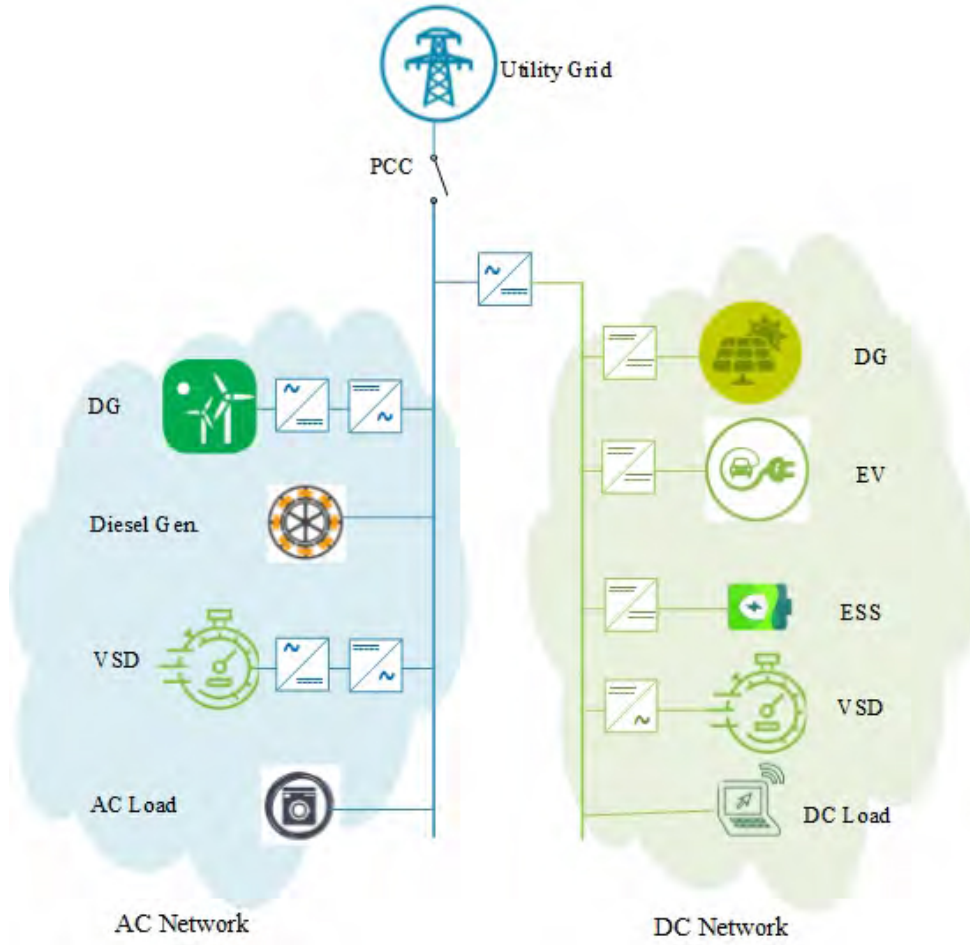 Utility Grid
PCC
DG
DG
EV
Diesel Gen.
ESS
VSD
VSD
AC Load
DC Load
AC Network
DC Network